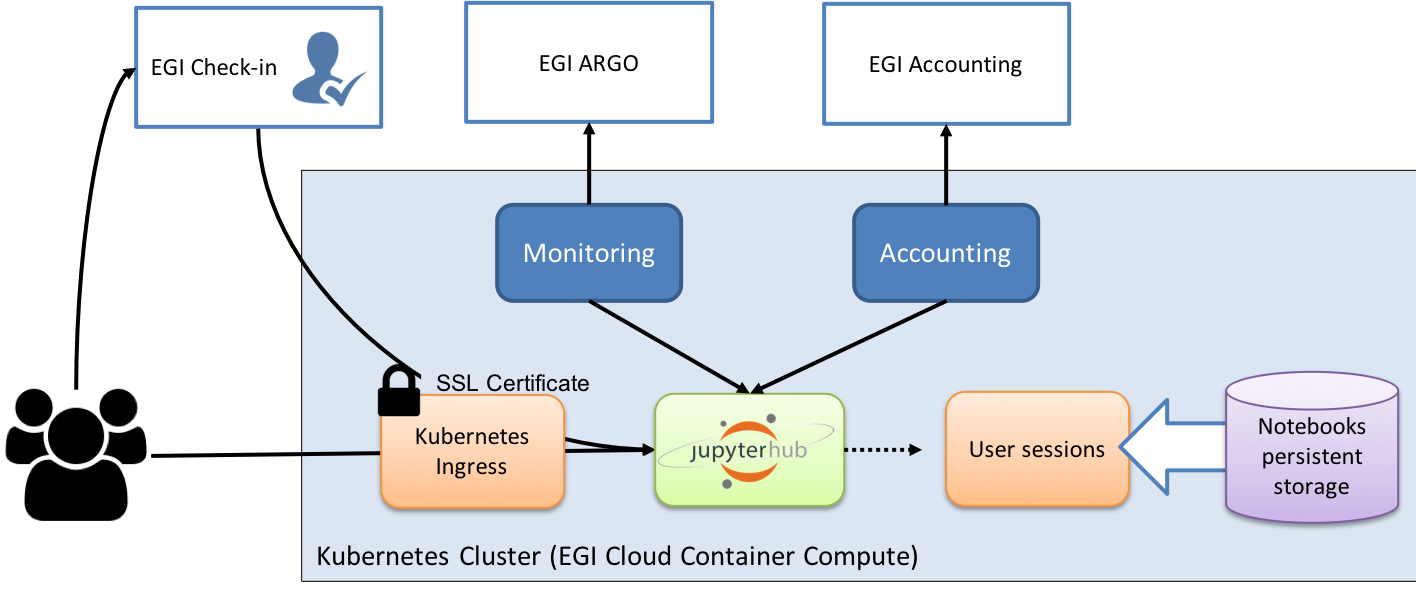 EGI Check-in
EGI ARGO
EGI Accounting
Monitoring
Accounting
SSL Certificate
Kubernetes
Ingress
jupyterhub
User sessions
Notebooks
persistent
storage
Kubernetes Cluster (EGI Cloud Container Compute)